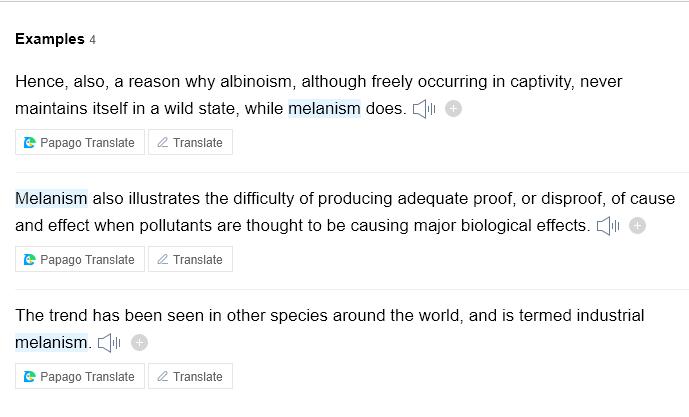 Examples 4
Hence, also, a reason why albinoism, although freely occurring in captivity, never
maintains itself in a wild state, while melanism does.
Papago Translate Translate
Melanism also illustrates the difficulty of producing adequate proof, or disproof, of cause
and effect when pollutants are thought to be causing major biological effects.
Papago Translate Translate
The trend has been seen in other species around the world, and is termed industrial
melanism.
Papago Translate Translate